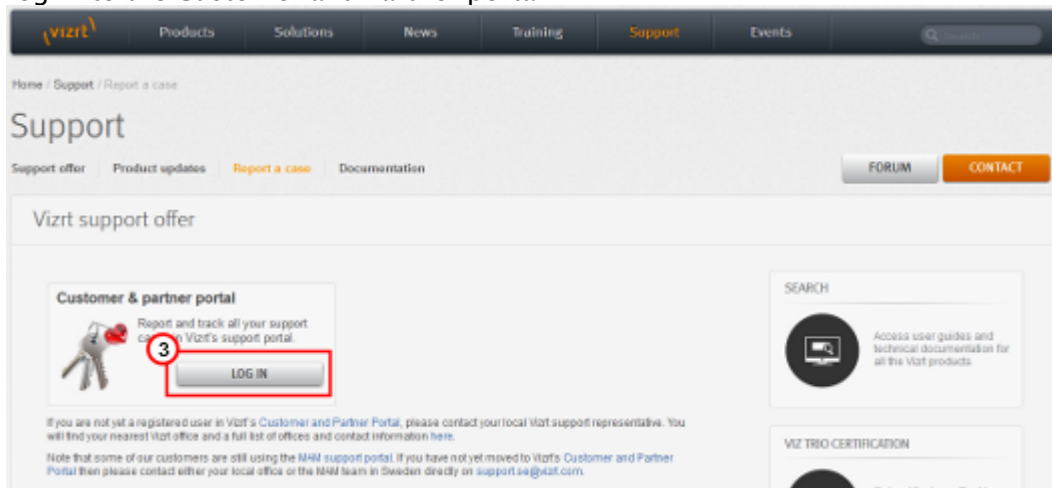 (vizrt)
Products
Solutions
News
Training
Support
Events
Search
Home / Support / Report a case
Support
Support offer
Product updates
Report a case
Documentation
FORUM
CONTACT
Vizrt support offer
Customer & partner portal
Report and track all your support
in Vizrt's support portal.
3
LOG IN
If you are not yet a registered user in Vizrt's Customer and Partner Portal, please contact your local Vizrt support representative. You
will find your nearest Vizrt office and a full list of offices and contact information here.
Note that some of our customers are still using the MAM support portal. If you have not yet moved to Vizrt's Customer and Partner
Portal then please contact either your local office or the MAM team in Sweden directly on support.se@vizrt.com.
SEARCH
Access user guides and
technical documentation for
all the Vizrt products
VIZ TRIO CERTIFICATION